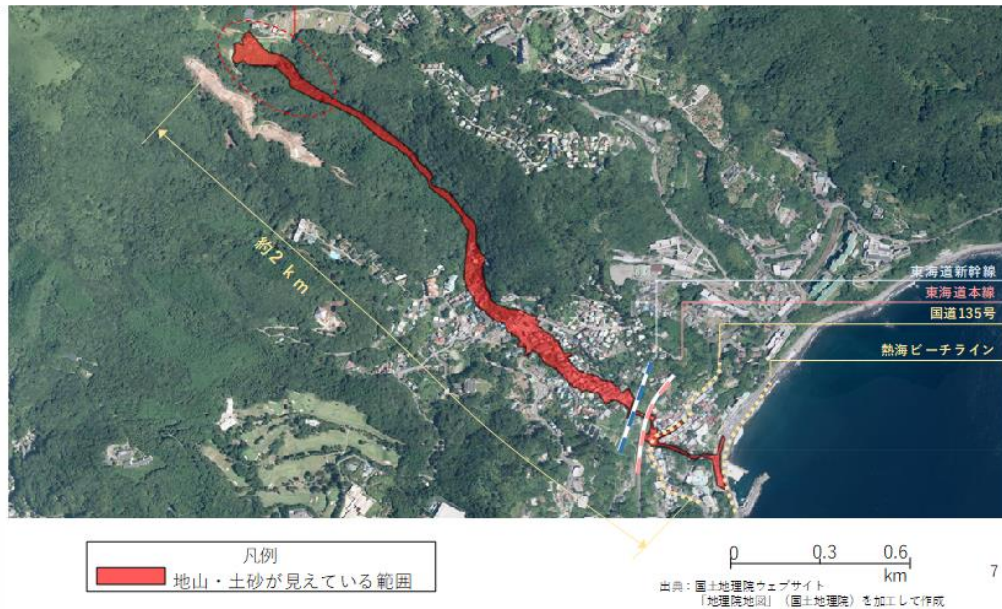 東海道新幹線
東海道本線
国道135号
熱海ビーチライン
約2km
凡例
地山・土砂が見えている範囲
0 0.3 0.6
km
出典：国土地理院ウェブサイト
「地理院地図」（国土地理院）を加工して作成
7